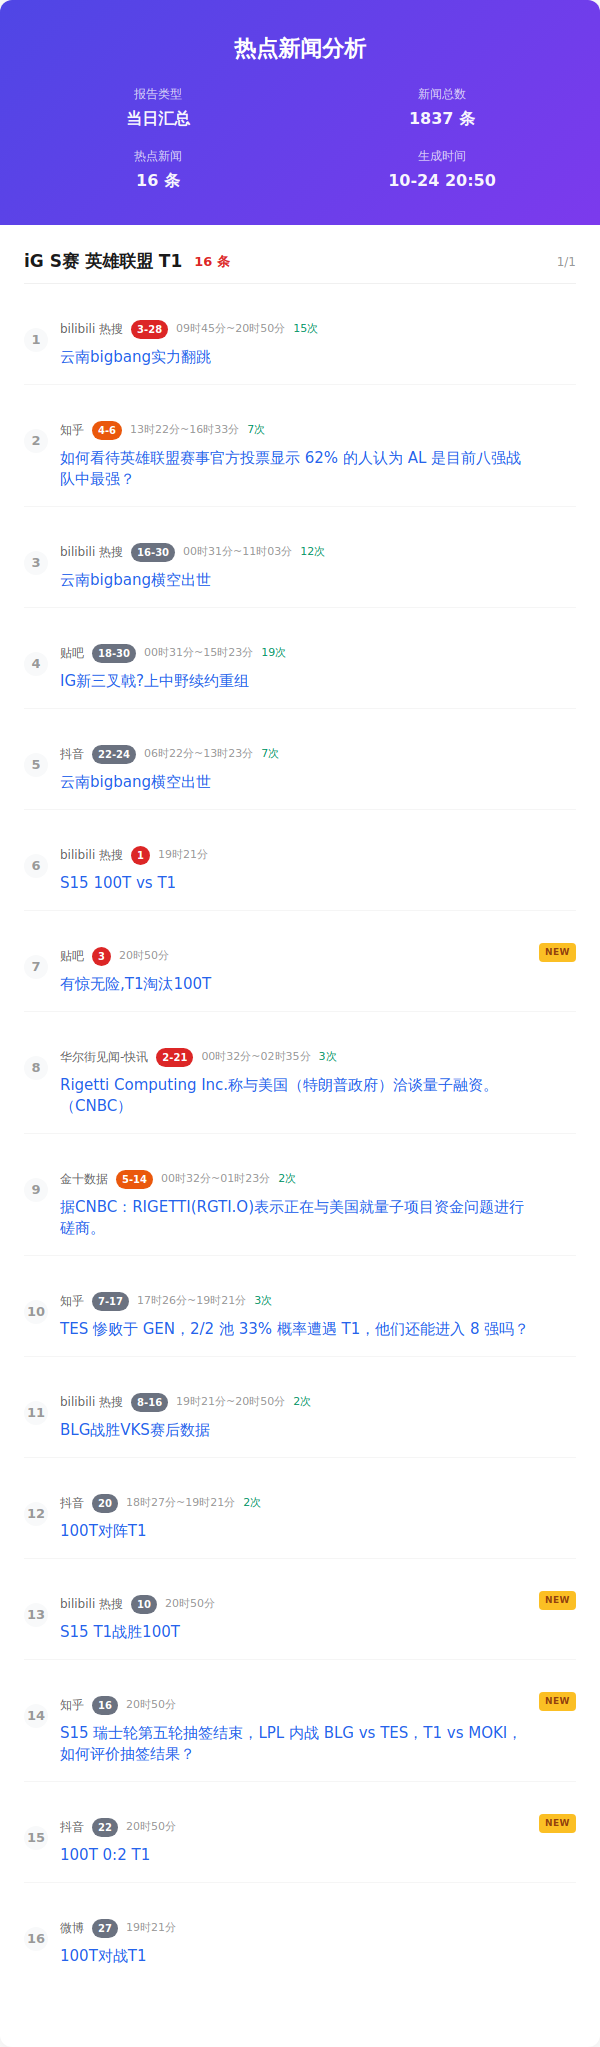 热点新闻分析
报告类型
新闻总数
当日汇总
1837 条
热点新闻
生成时间
16 条
10-24 20:50
iG S赛 英雄联盟 T1 16 条 1/1
1
bilibili 热搜 3-28 09时45分~20时50分 15次
云南bigbang实力翻跳
2
知乎 4-6 13时22分~16时33分 7次
如何看待英雄联盟赛事官方投票显示 62% 的人认为 AL 是目前八强战
队中最强？
3
bilibili 热搜 16-30 00时31分~11时03分 12次
云南bigbang横空出世
4
贴吧 18-30 00时31分~15时23分 19次
IG新三叉戟?上中野续约重组
5
抖音 22-24 06时22分~13时23分 7次
云南bigbang横空出世
6
bilibili 热搜 1 19时21分
S15 100T vs T1
7
贴吧 3 20时50分 NEW
有惊无险,T1淘汰100T
8
华尔街见闻-快讯 2-21 00时32分~02时35分 3次
Rigetti Computing Inc.称与美国（特朗普政府）洽谈量子融资。
（CNBC）
9
金十数据 5-14 00时32分~01时23分 2次
据CNBC：RIGETTI(RGTI.O)表示正在与美国就量子项目资金问题进行
磋商。
10
知乎 7-17 17时26分~19时21分 3次
TES 惨败于 GEN，2/2 池 33% 概率遭遇 T1，他们还能进入 8 强吗？
11
bilibili 热搜 8-16 19时21分~20时50分 2次
BLG战胜VKS赛后数据
12
抖音 20 18时27分~19时21分 2次
100T对阵T1
13
bilibili 热搜 10 20时50分 NEW
S15 T1战胜100T
14
知乎 16 20时50分 NEW
S15 瑞士轮第五轮抽签结束，LPL 内战 BLG vs TES，T1 vs MOKI，
如何评价抽签结果？
15
抖音 22 20时50分 NEW
100T 0:2 T1
16
微博 27 19时21分
100T对战T1